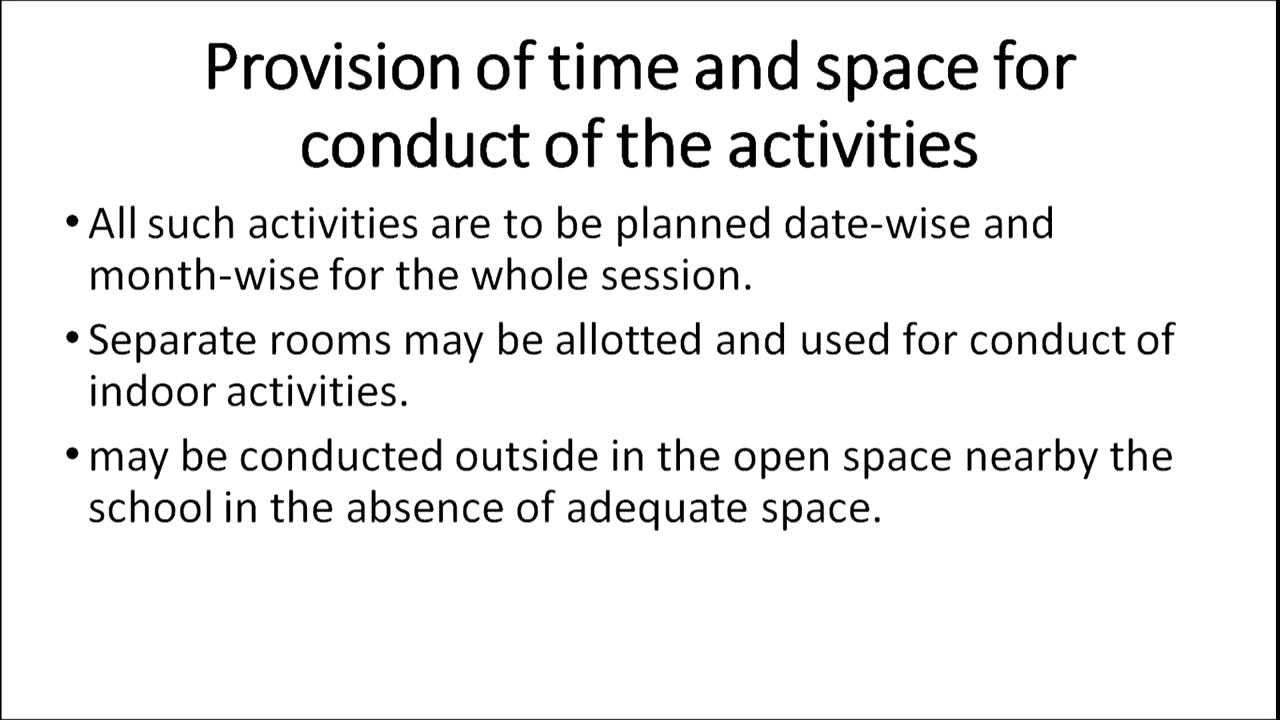 Provision of time and space for
conduct of the activities
• All such activities are to be planned date-wise and
month-wise for the whole session.
• Separate rooms may be allotted and used for conduct of
indoor activities.
• may be conducted outside in the open space nearby the
school in the absence of adequate space.